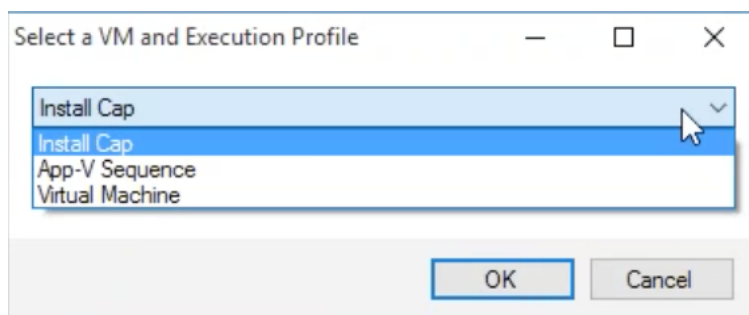 Select a VM and Execution Profile
Install Cap
Install Cap
App-V Sequence
Virtual Machine
OK Cancel